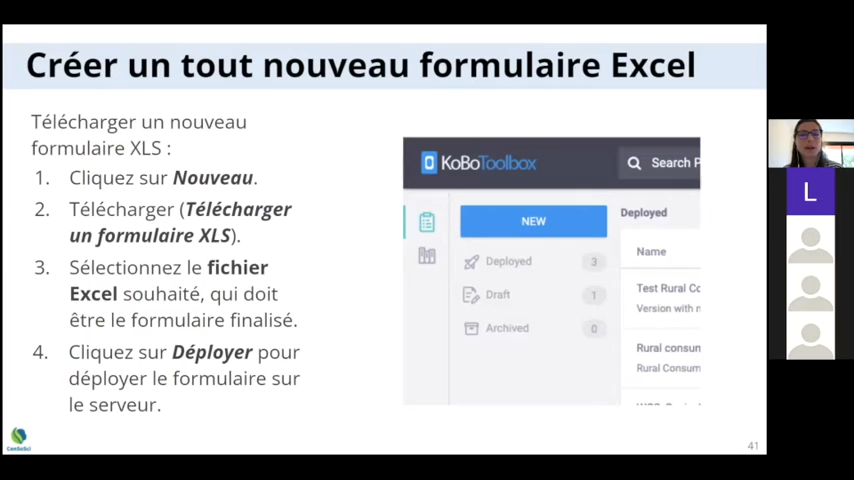 Créer un tout nouveau formulaire Excel
Télécharger un nouveau
formulaire XLS :
1. Cliquez sur Nouveau.
2. Télécharger (Télécharger
un formulaire XLS).
3. Sélectionnez le fichier
Excel souhaité, qui doit
être le formulaire finalisé.
4. Cliquez sur Déployer pour
déployer le formulaire sur
le serveur.
KoBoToolbox
Search P
NEW
Deployed 3
Draft 1
Archived 0
Deployed
Name
Test Rural Co
Version with n
Rural consun
Rural Consum
L
CenSoSci
41